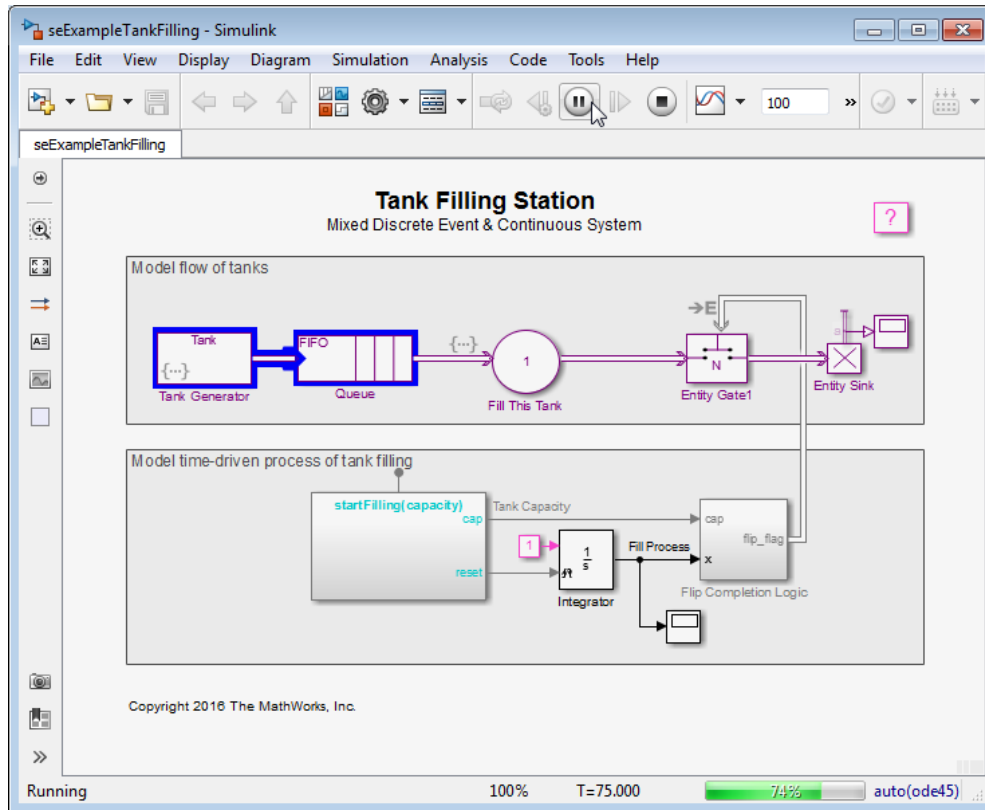 seExampleTankFilling - Simulink
File Edit View Display Diagram Simulation Analysis Code Tools Help
100 »
seExampleTankFilling
Tank Filling Station
Mixed Discrete Event & Continuous System
?
Model flow of tanks
E
Tank
{...}
Tank Generator
FIFO
Queue
{...}
1
Fill This Tank
N
Entity Gate1
a
Entity Sink
Model time-driven process of tank filling
startFilling(capacity)
cap
reset
Tank Capacity
1
1
s
Integrator
Fill Process
cap
x
flip_flag
Flip Completion Logic
Copyright 2016 The MathWorks, Inc.
Running 100% T=75.000 74% auto(ode45)